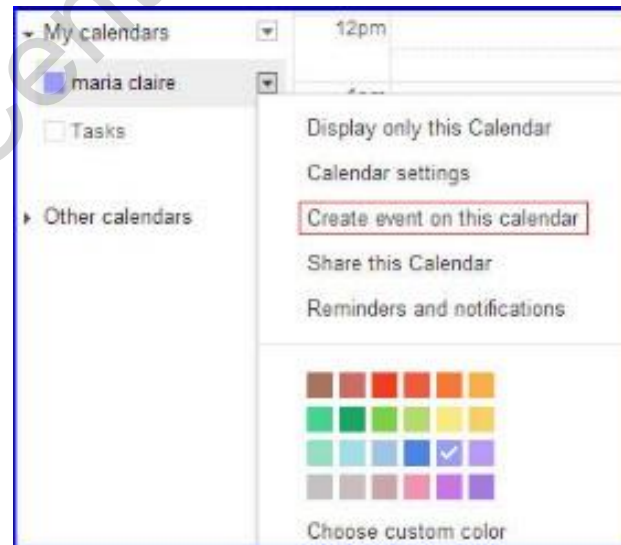 My calendars
12pm
maria claire
Tasks
Display only this Calendar
Calendar settings
Other calendars
Create event on this calendar
Share this Calendar
Reminders and notifications
Choose custom color